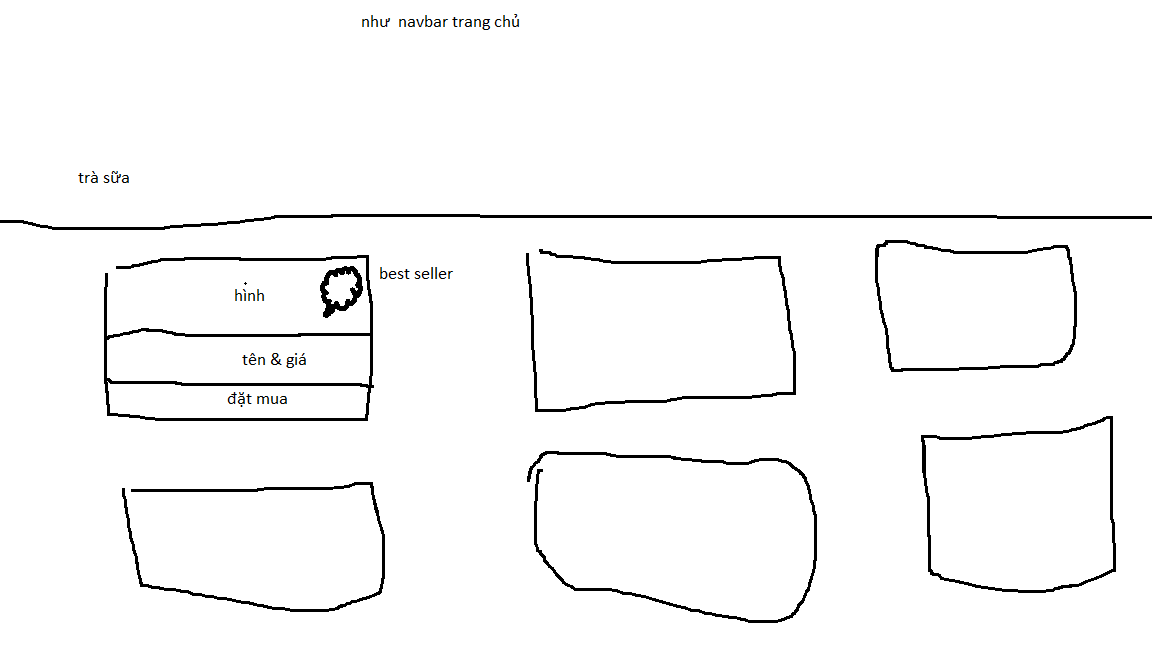 như navbar trang chủ
trà sữa
best seller
hình
tên & giá
đặt mua